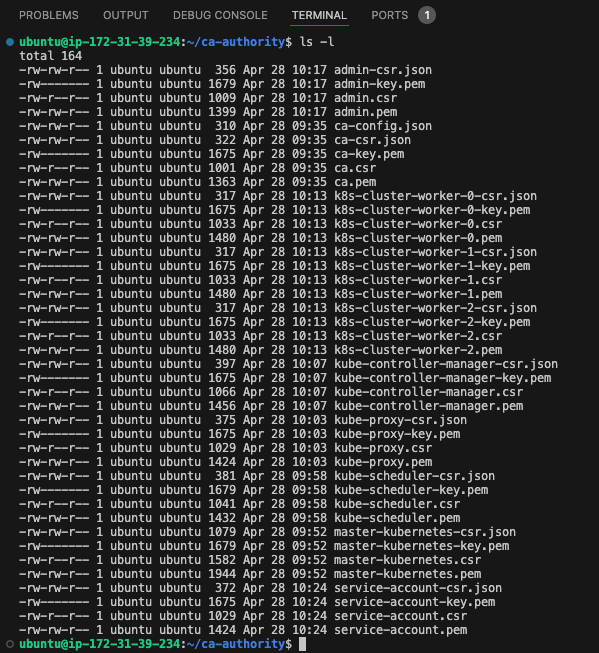 PROBLEMS OUTPUT DEBUG CONSOLE TERMINAL PORTS 1
ubuntu@ip-172-31-39-234:~/ca-authority$ ls -l
total 164
-rw-rw-r-- 1 ubuntu ubuntu  356 Apr 28 10:17 admin-csr.json
-rw------- 1 ubuntu ubuntu 1679 Apr 28 10:17 admin-key.pem
-rw-r--r-- 1 ubuntu ubuntu 1009 Apr 28 10:17 admin.csr
-rw-rw-r-- 1 ubuntu ubuntu 1399 Apr 28 10:17 admin.pem
-rw-rw-r-- 1 ubuntu ubuntu  310 Apr 28 09:35 ca-config.json
-rw-rw-r-- 1 ubuntu ubuntu  322 Apr 28 09:35 ca-csr.json
-rw------- 1 ubuntu ubuntu 1675 Apr 28 09:35 ca-key.pem
-rw-r--r-- 1 ubuntu ubuntu 1001 Apr 28 09:35 ca.csr
-rw-rw-r-- 1 ubuntu ubuntu 1363 Apr 28 09:35 ca.pem
-rw-rw-r-- 1 ubuntu ubuntu  317 Apr 28 10:13 k8s-cluster-worker-0-csr.json
-rw------- 1 ubuntu ubuntu 1675 Apr 28 10:13 k8s-cluster-worker-0-key.pem
-rw-r--r-- 1 ubuntu ubuntu 1033 Apr 28 10:13 k8s-cluster-worker-0.csr
-rw-rw-r-- 1 ubuntu ubuntu 1480 Apr 28 10:13 k8s-cluster-worker-0.pem
-rw-rw-r-- 1 ubuntu ubuntu  317 Apr 28 10:13 k8s-cluster-worker-1-csr.json
-rw------- 1 ubuntu ubuntu 1675 Apr 28 10:13 k8s-cluster-worker-1-key.pem
-rw-r--r-- 1 ubuntu ubuntu 1033 Apr 28 10:13 k8s-cluster-worker-1.csr
-rw-rw-r-- 1 ubuntu ubuntu 1480 Apr 28 10:13 k8s-cluster-worker-1.pem
-rw-rw-r-- 1 ubuntu ubuntu  317 Apr 28 10:13 k8s-cluster-worker-2-csr.json
-rw------- 1 ubuntu ubuntu 1675 Apr 28 10:13 k8s-cluster-worker-2-key.pem
-rw-r--r-- 1 ubuntu ubuntu 1033 Apr 28 10:13 k8s-cluster-worker-2.csr
-rw-rw-r-- 1 ubuntu ubuntu 1480 Apr 28 10:13 k8s-cluster-worker-2.pem
-rw-rw-r-- 1 ubuntu ubuntu  397 Apr 28 10:07 kube-controller-manager-csr.json
-rw------- 1 ubuntu ubuntu 1675 Apr 28 10:07 kube-controller-manager-key.pem
-rw-r--r-- 1 ubuntu ubuntu 1066 Apr 28 10:07 kube-controller-manager.csr
-rw-rw-r-- 1 ubuntu ubuntu 1456 Apr 28 10:07 kube-controller-manager.pem
-rw-rw-r-- 1 ubuntu ubuntu  375 Apr 28 10:03 kube-proxy-csr.json
-rw------- 1 ubuntu ubuntu 1675 Apr 28 10:03 kube-proxy-key.pem
-rw-r--r-- 1 ubuntu ubuntu 1029 Apr 28 10:03 kube-proxy.csr
-rw-rw-r-- 1 ubuntu ubuntu 1424 Apr 28 10:03 kube-proxy.pem
-rw-rw-r-- 1 ubuntu ubuntu  381 Apr 28 09:58 kube-scheduler-csr.json
-rw------- 1 ubuntu ubuntu 1679 Apr 28 09:58 kube-scheduler-key.pem
-rw-r--r-- 1 ubuntu ubuntu 1041 Apr 28 09:58 kube-scheduler.csr
-rw-rw-r-- 1 ubuntu ubuntu 1432 Apr 28 09:58 kube-scheduler.pem
-rw-rw-r-- 1 ubuntu ubuntu 1079 Apr 28 09:52 master-kubernetes-csr.json
-rw------- 1 ubuntu ubuntu 1679 Apr 28 09:52 master-kubernetes-key.pem
-rw-r--r-- 1 ubuntu ubuntu 1582 Apr 28 09:52 master-kubernetes.csr
-rw-rw-r-- 1 ubuntu ubuntu 1944 Apr 28 09:52 master-kubernetes.pem
-rw-rw-r-- 1 ubuntu ubuntu  372 Apr 28 10:24 service-account-csr.json
-rw------- 1 ubuntu ubuntu 1675 Apr 28 10:24 service-account-key.pem
-rw-r--r-- 1 ubuntu ubuntu 1029 Apr 28 10:24 service-account.csr
-rw-rw-r-- 1 ubuntu ubuntu 1424 Apr 28 10:24 service-account.pem
ubuntu@ip-172-31-39-234:~/ca-authority$